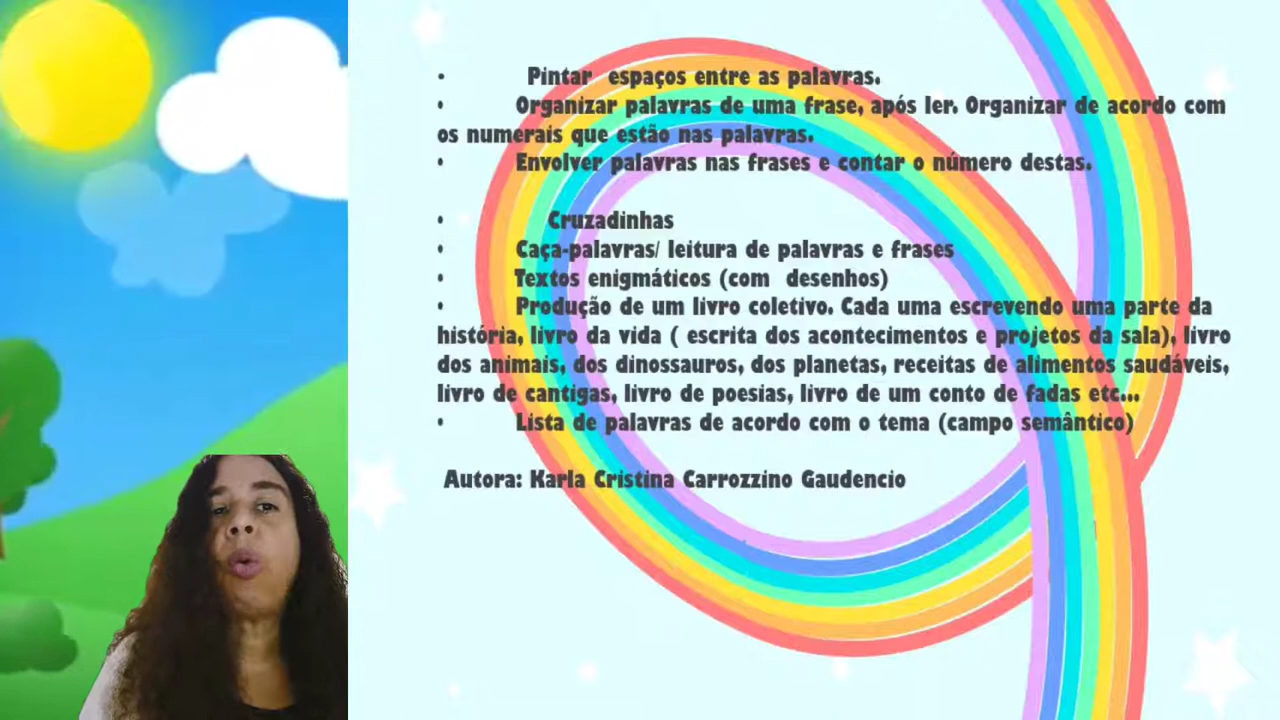 • Pintar espaços entre as palavras.
• Organizar palavras de uma frase, após ler. Organizar de acordo com
os numerais que estão nas palavras.
• Envolver palavras nas frases e contar o número destas.
• Cruzadinhas
• Caça-palavras/ leitura de palavras e frases
• Textos enigmáticos (com desenhos)
• Produção de um livro coletivo. Cada uma escrevendo uma parte da
história, livro da vida ( escrita dos acontecimentos e projetos da sala), livro
dos animais, dos dinossauros, dos planetas, receitas de alimentos saudáveis,
livro de cantigas, livro de poesias, livro de um conto de fadas etc...
• Lista de palavras de acordo com o tema (campo semântico)
Autora: Karla Cristina Carrozzino Gaudencio